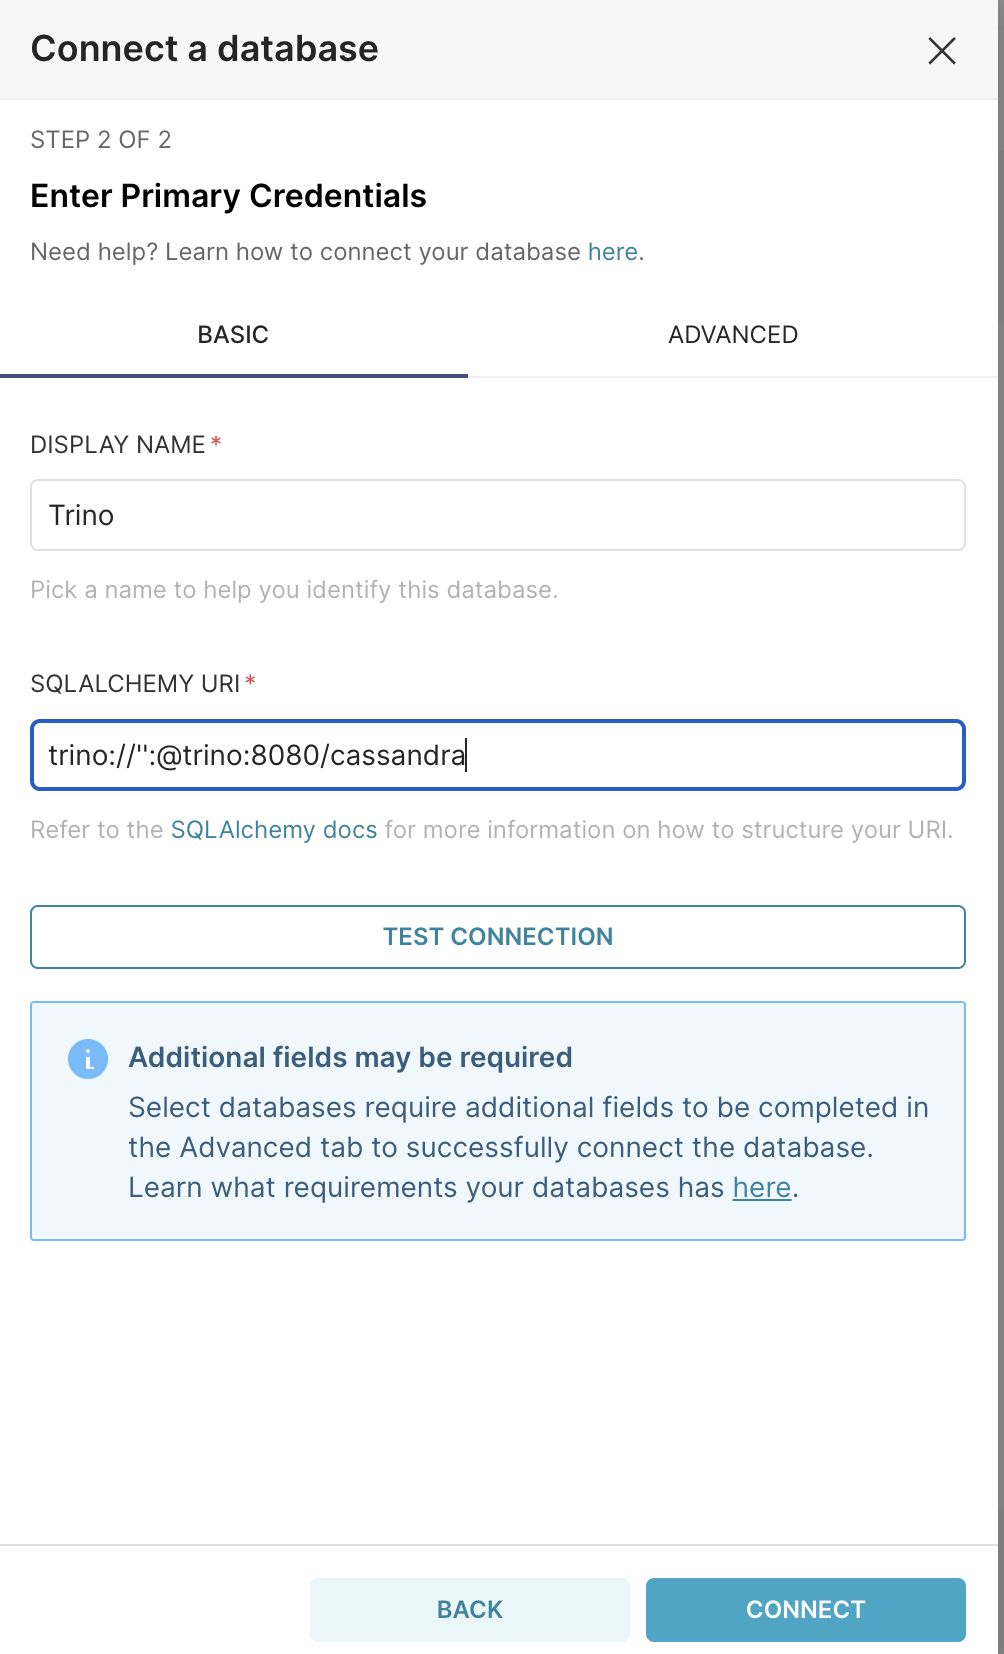 Connect a database
STEP 2 OF 2
Enter Primary Credentials
Need help? Learn how to connect your database here.
BASIC
ADVANCED
DISPLAY NAME *
Trino
Pick a name to help you identify this database.
SQLALCHEMY URI *
trino://'':@trino:8080/cassandra
Refer to the SQLAlchemy docs for more information on how to structure your URI.
TEST CONNECTION
Additional fields may be required
Select databases require additional fields to be completed in
the Advanced tab to successfully connect the database.
Learn what requirements your databases has here.
BACK
CONNECT